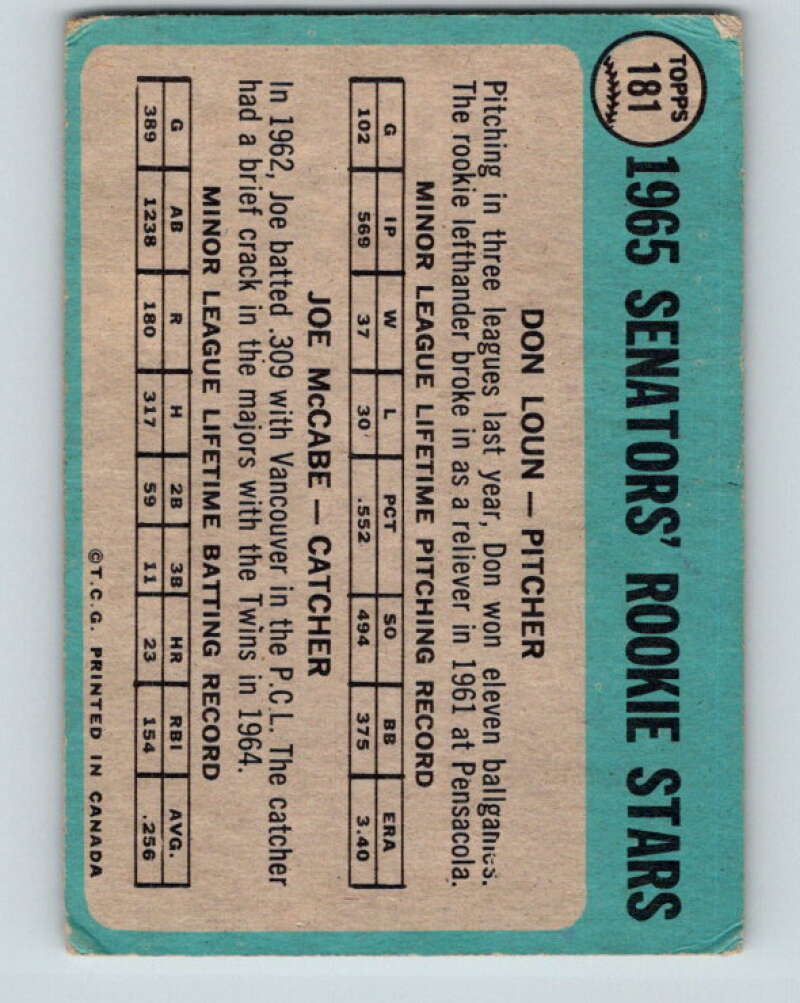 TOPPS
181
1965 SENATORS' ROOKIE STARS
DON LOUN — PITCHER
Pitching in three leagues last year, Don won eleven ballgames.
The rookie lefthander broke in as a reliever in 1961 at Pensacola.
MINOR LEAGUE LIFETIME PITCHING RECORD
G IP W L PCT SO BB ERA
102 569 37 30 .552 494 375 3.40
JOE McCABE — CATCHER
In 1962, Joe batted .309 with Vancouver in the P.C.L. The catcher
had a brief crack in the majors with the Twins in 1964.
MINOR LEAGUE LIFETIME BATTING RECORD
G AB R H 2B 3B HR RBI AVG.
389 1238 180 317 59 11 23 154 .256
©T.C.G. PRINTED IN CANADA